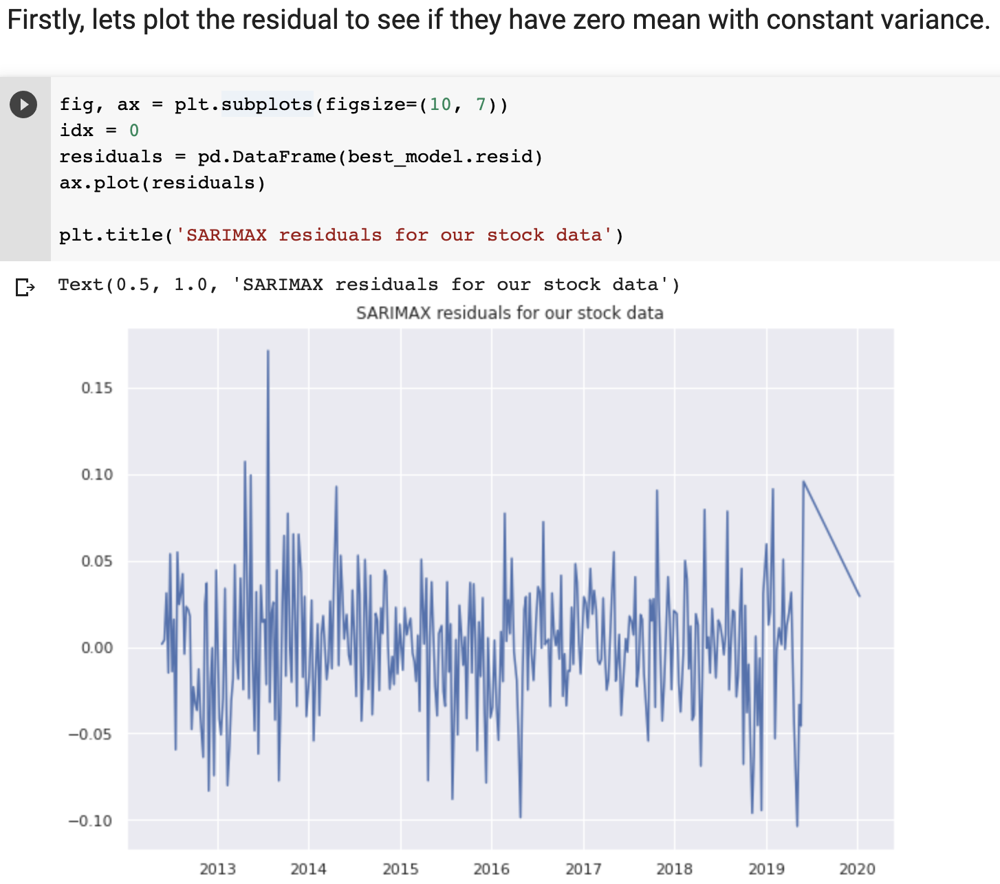 Firstly, lets plot the residual to see if they have zero mean with constant variance.
fig, ax = plt.subplots(figsize=(10, 7))
idx = 0
residuals = pd.DataFrame(best_model.resid)
ax.plot(residuals)
plt.title('SARIMAX residuals for our stock data')
Text(0.5, 1.0, 'SARIMAX residuals for our stock data')
SARIMAX residuals for our stock data
0.15
0.10
0.05
0.00
−0.05
−0.10
2013 2014 2015 2016 2017 2018 2019 2020